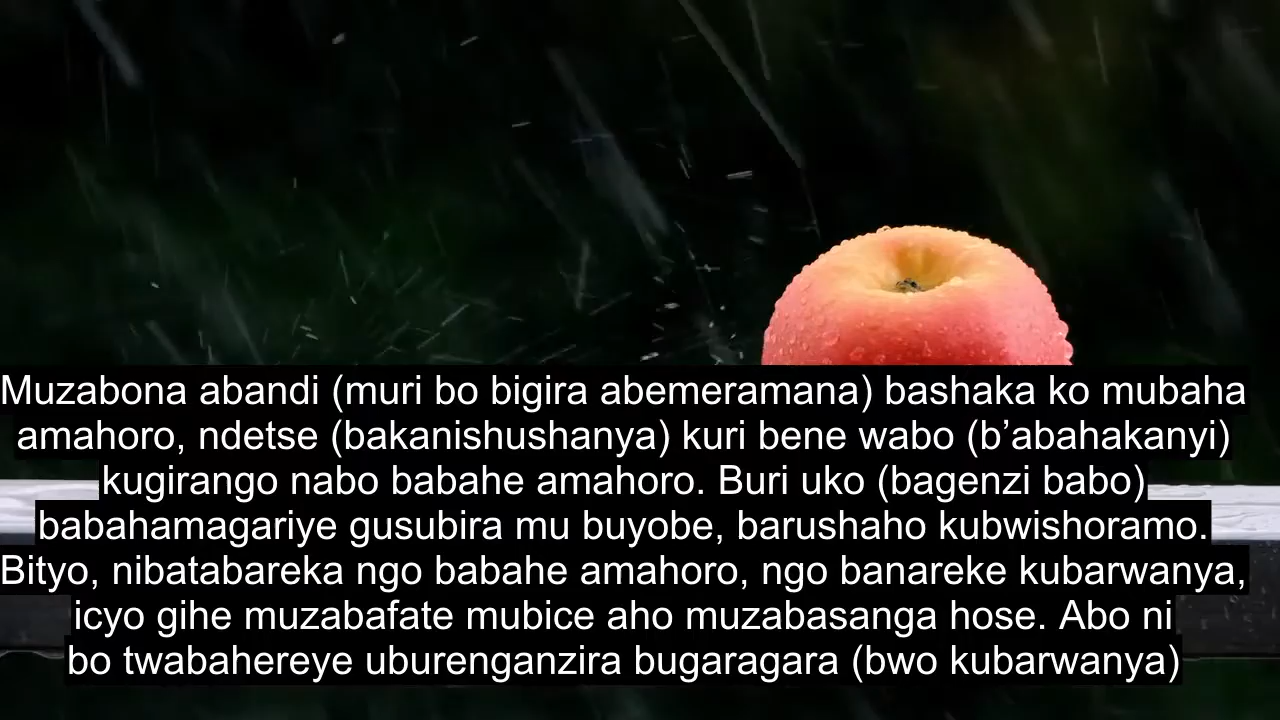 Muzabona abandi (muri bo bigira abemeramana) bashaka ko mubaha
amahoro, ndetse (bakanishushanya) kuri bene wabo (b’abahakanyi)
kugirango nabo babahe amahoro. Buri uko (bagenzi babo)
babahamagariye gusubira mu buyobe, barushaho kubwishoramo.
Bityo, nibatabareka ngo babahe amahoro, ngo banareke kubarwanya,
icyo gihe muzabafate mubice aho muzabasanga hose. Abo ni
bo twabahereye uburenganzira bugaragara (bwo kubarwanya)